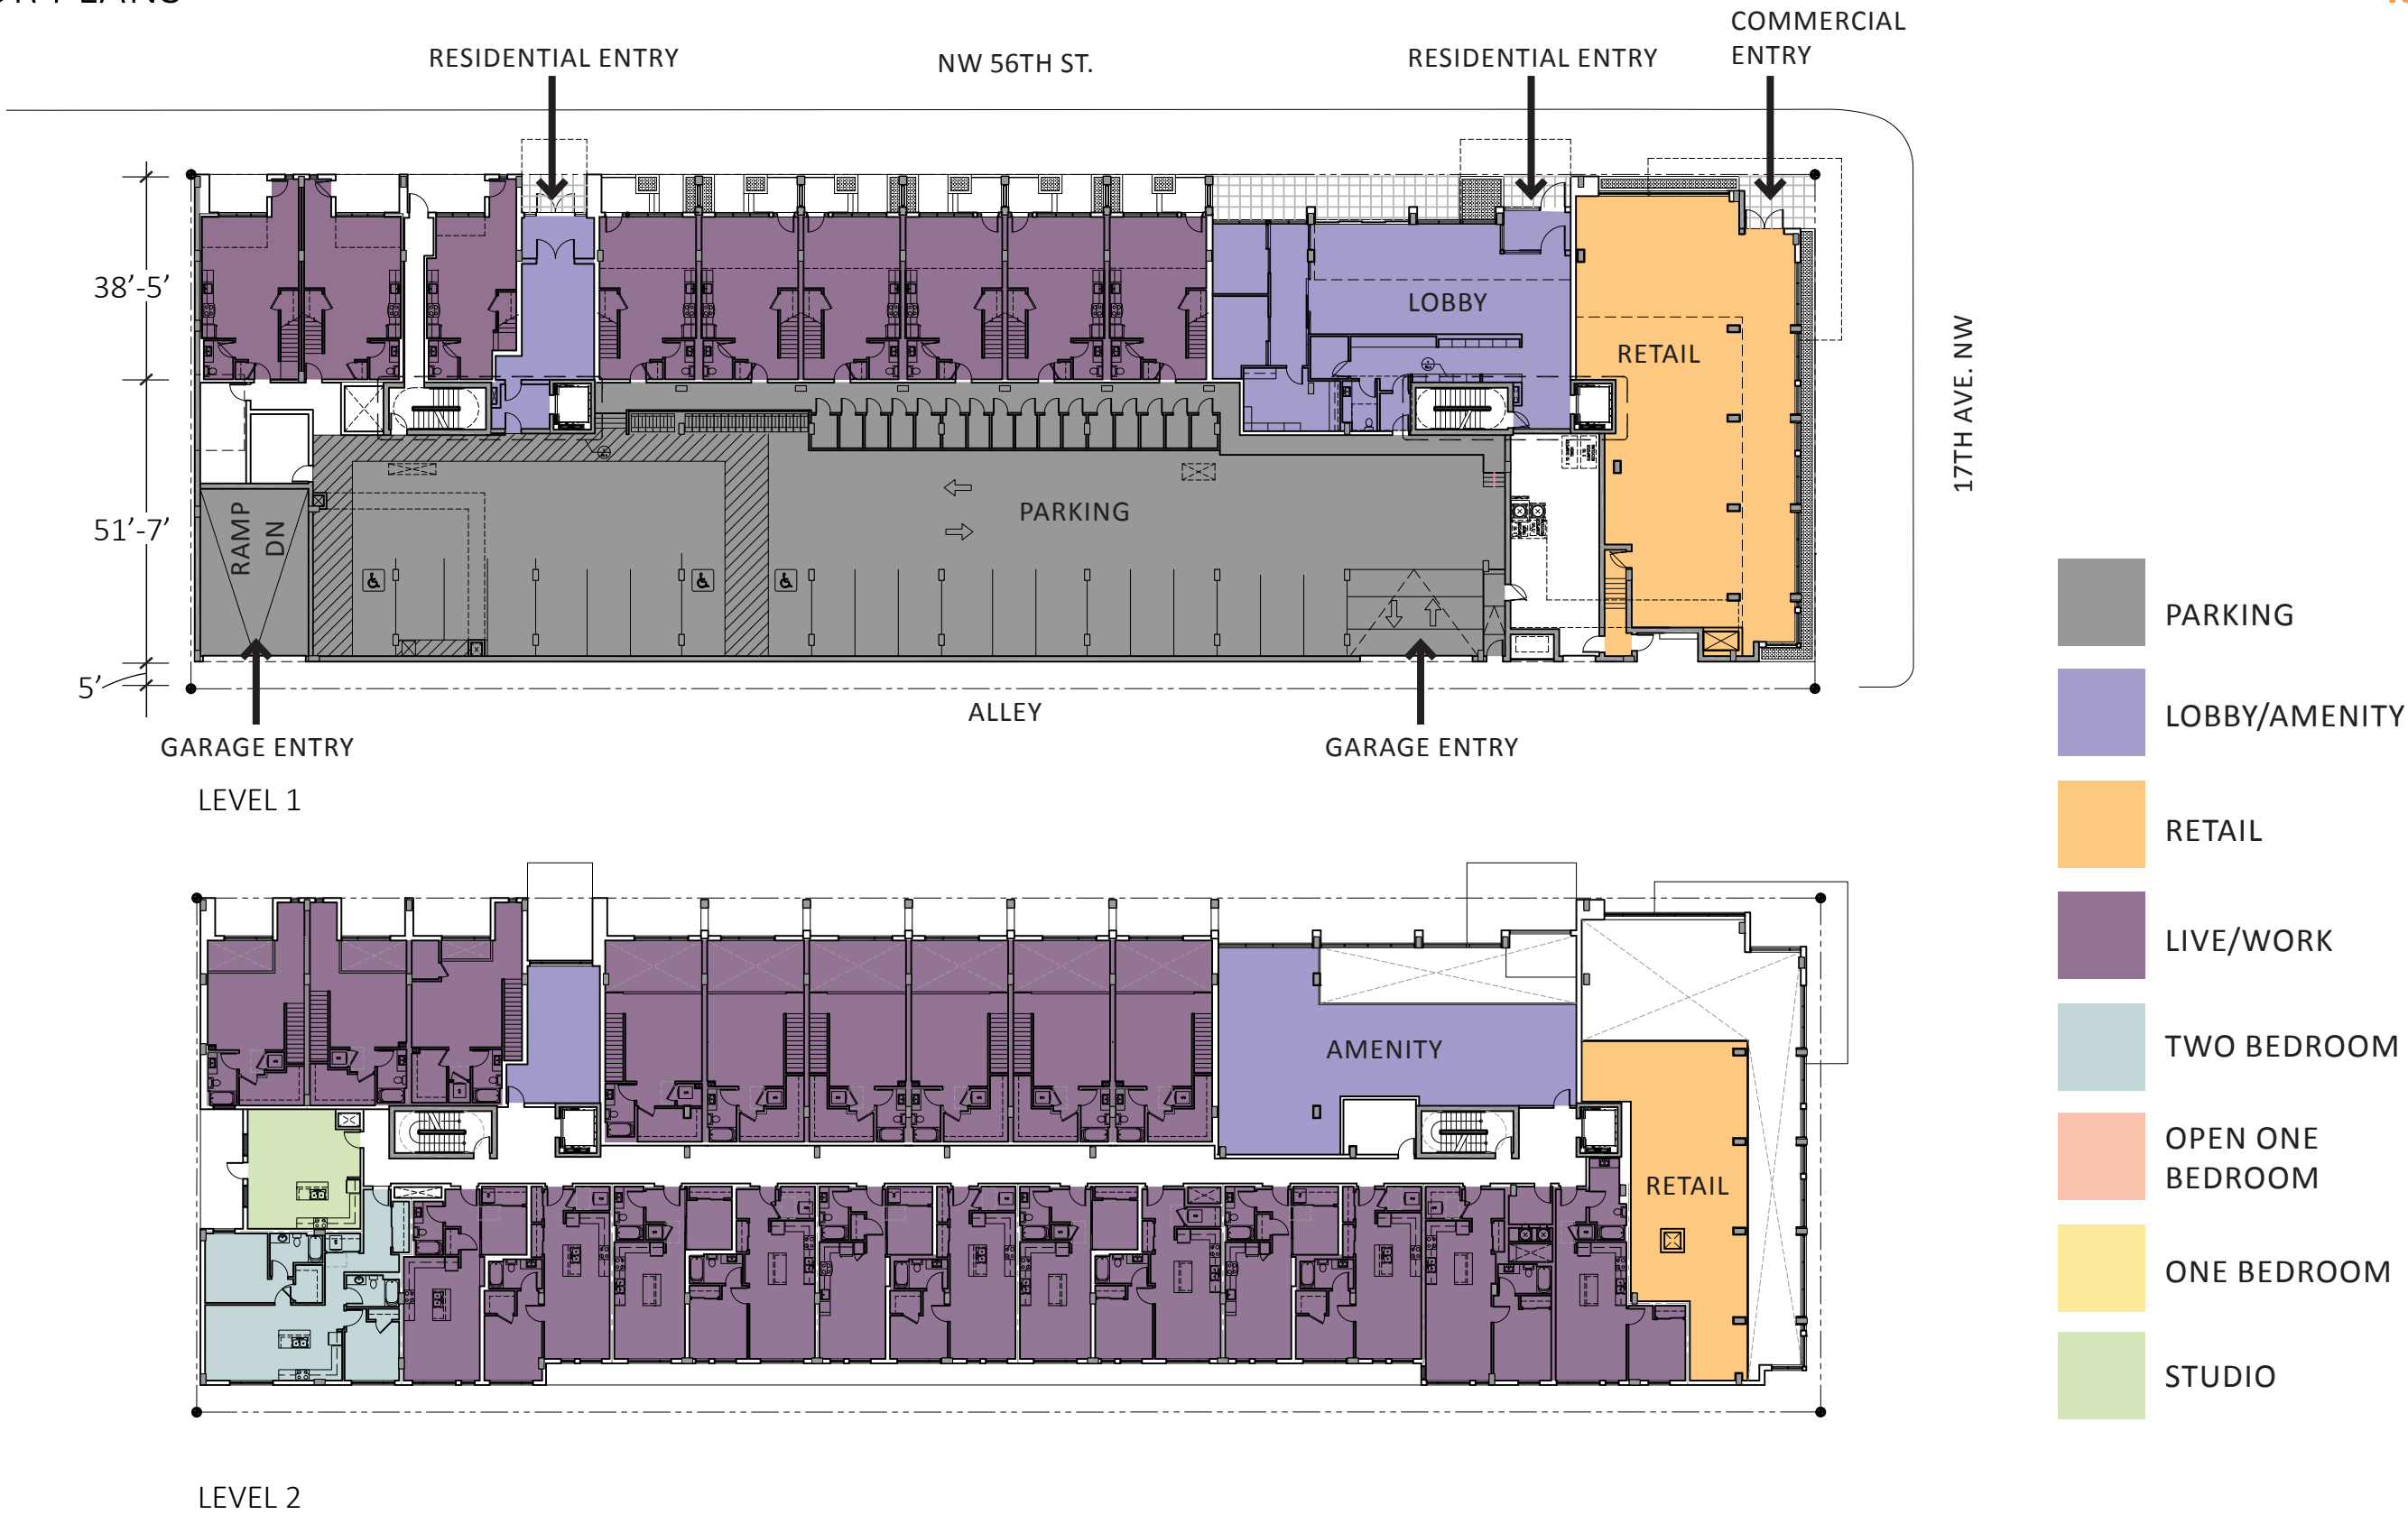 COMMERCIAL
ENTRY
RESIDENTIAL ENTRY
NW 56TH ST.
RESIDENTIAL ENTRY
38'-5'
LOBBY
RETAIL
17TH AVE. NW
51'-7'
RAMP
DN
PARKING
5'
ALLEY
GARAGE ENTRY
GARAGE ENTRY
LEVEL 1
AMENITY
RETAIL
LEVEL 2
PARKING
LOBBY/AMENITY
RETAIL
LIVE/WORK
TWO BEDROOM
OPEN ONE
BEDROOM
ONE BEDROOM
STUDIO